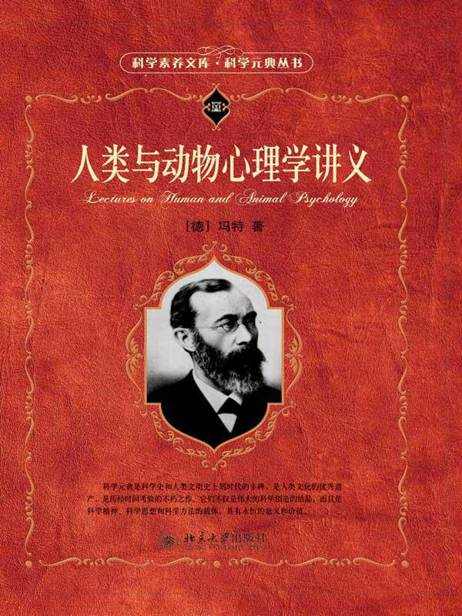 科学素养文库·科学元典丛书
人类与动物心理学讲义
Lectures on Human and Animal Psychology
[德] 冯特 著
科学元典是科学史和人类文明史上划时代的丰碑，是人类文化的优秀遗
产，是历经时间考验的不朽之作。它们不仅是伟大的科学创造的结晶，而且是
科学精神、科学思想和科学方法的载体，具有永恒的意义和价值。
北京大学出版社